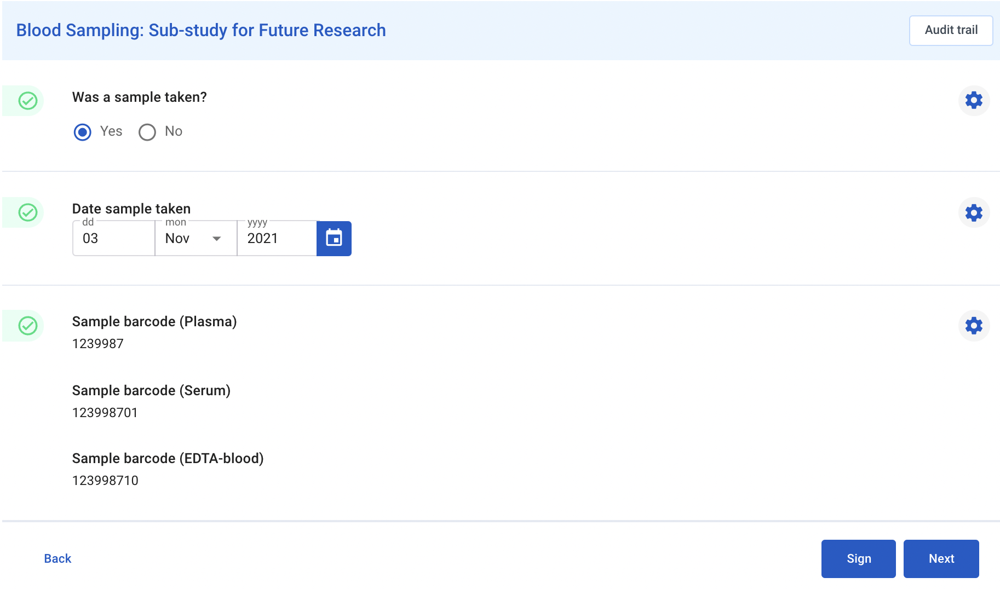 Blood Sampling: Sub-study for Future Research
Audit trail
Was a sample taken?
Yes No
Date sample taken
dd mon yyyy
03 Nov 2021
Sample barcode (Plasma)
1239987
Sample barcode (Serum)
123998701
Sample barcode (EDTA-blood)
123998710
Back Sign Next